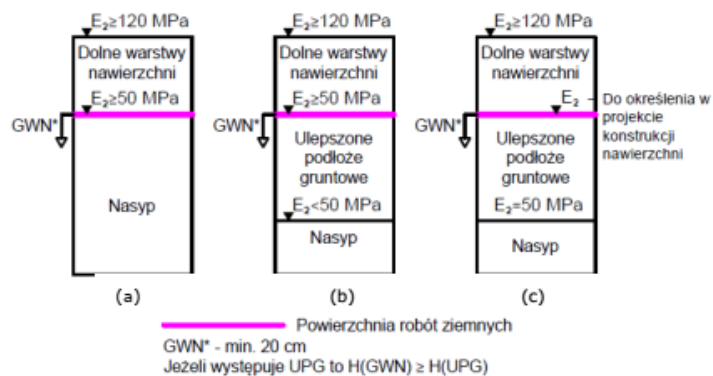 E₂≥120 MPa
Dolne warstwy
nawierzchni
E₂≥50 MPa
GWN*
Nasyp
(a)
E₂≥120 MPa
Dolne warstwy
nawierzchni
E₂≥50 MPa
GWN*
Ulepszone
podłoże
gruntowe
E₂<50 MPa
Nasyp
(b)
E₂≥120 MPa
Dolne warstwy
nawierzchni
E₂
Do określenia w
projekcie
konstrukcji
nawierzchni
GWN*
Ulepszone
podłoże
gruntowe
E₂=50 MPa
Nasyp
(c)
Powierzchnia robót ziemnych
GWN* - min. 20 cm
Jeżeli występuje UPG to H(GWN) ≥ H(UPG)